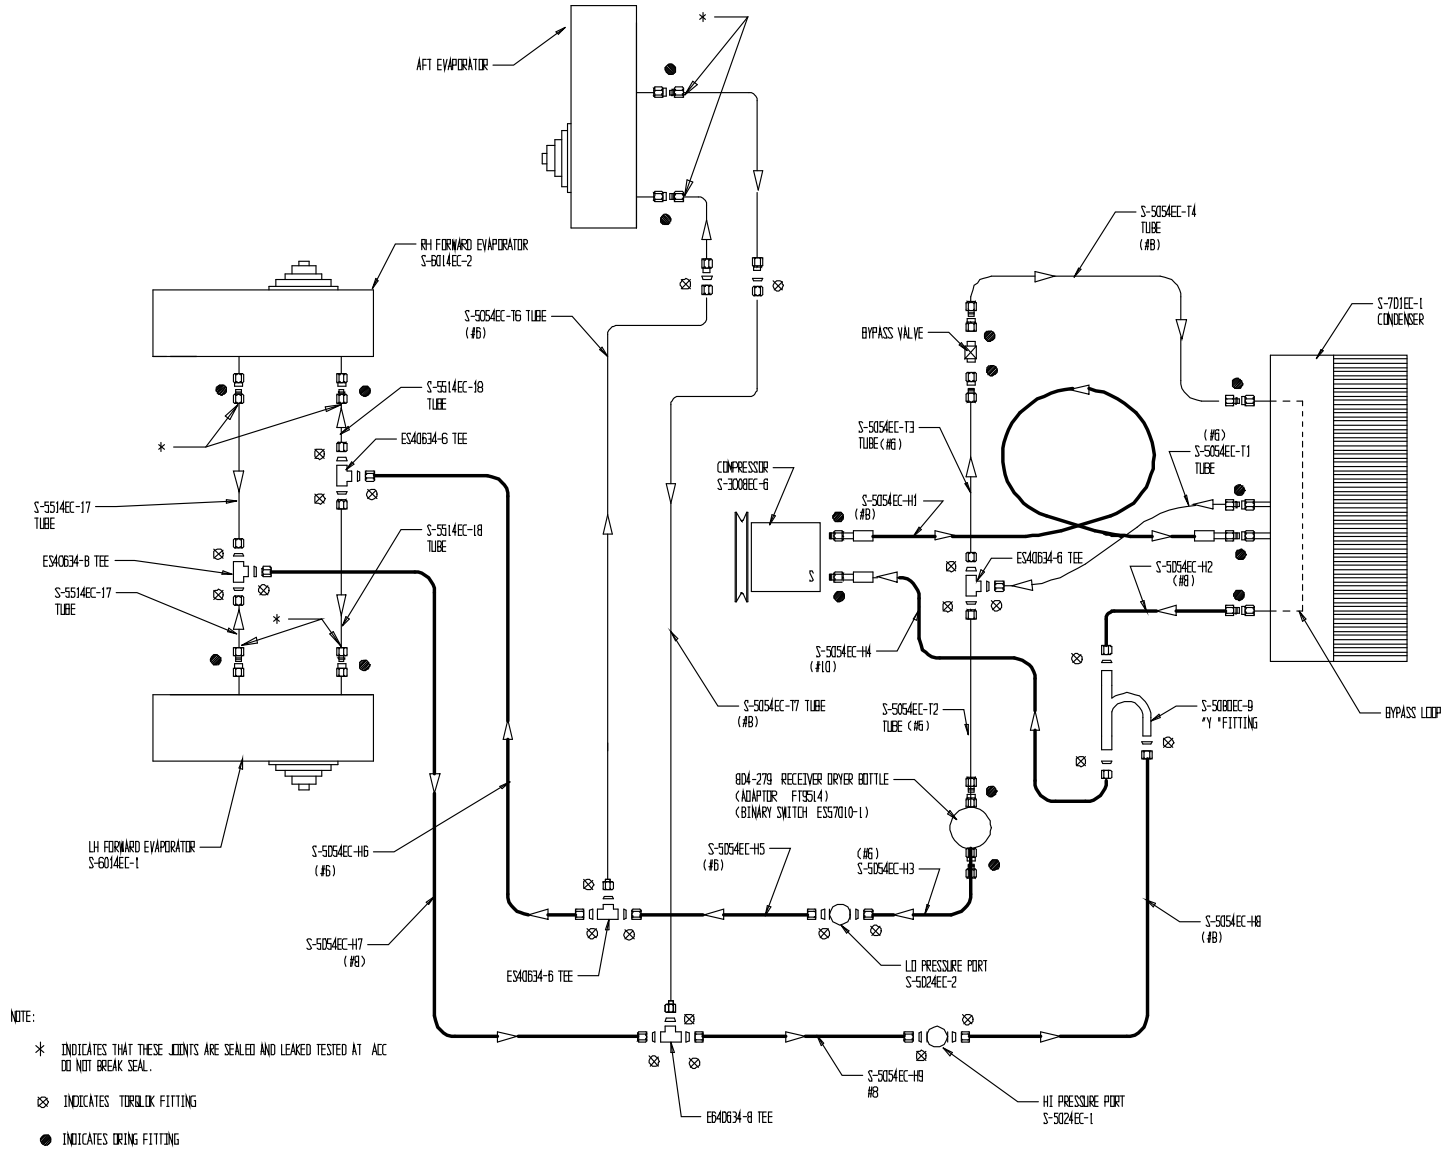 *
AFT EVAPORATOR
S-5054EC-T4
TUBE
(#8)
RH FORWARD EVAPORATOR
S-6014EC-2
S-5054EC-T6 TUBE
(#6)
BYPASS VALVE
S-701EC-1
CONDENSER
S-5514EC-18
TUBE
*
ES40634-6 TEE
S-5054EC-T3
TUBE (#6)
(#6)
S-5054EC-T1
TUBE
COMPRESSOR
S-3008EC-6
S-5514EC-17
TUBE
S-5054EC-H1
(#8)
S-5514EC-18
TUBE
ES40634-8 TEE
ES40634-6 TEE
S-5054EC-H2
(#8)
S
S-5514EC-17
TUBE
*
S-5054EC-H4
(#10)
S-5054EC-T7 TUBE
(#8)
S-5054EC-T2
TUBE (#6)
S-5080EC-9
"Y "FITTING
BYPASS LOOP
804-279 RECEIVER DRYER BOTTLE
(ADAPTOR FT9514)
(BINARY SWITCH ES57010-1)
LH FORWARD EVAPORATOR
S-6014EC-1
S-5054EC-H6
(#6)
S-5054EC-H5
(#6)
(#6)
S-5054EC-H3
S-5054EC-H7
(#8)
S-5054EC-H8
(#8)
ES40634-6 TEE
LO PRESSURE PORT
S-5024EC-2
S-5054EC-H9
#8
E640634-8 TEE
HI PRESSURE PORT
S-5024EC-1
NOTE:
* INDICATES THAT THESE JOINTS ARE SEALED AND LEAKED TESTED AT ACC
DO NOT BREAK SEAL.
INDICATES TORQLOK FITTING
INDICATES ORING FITTING